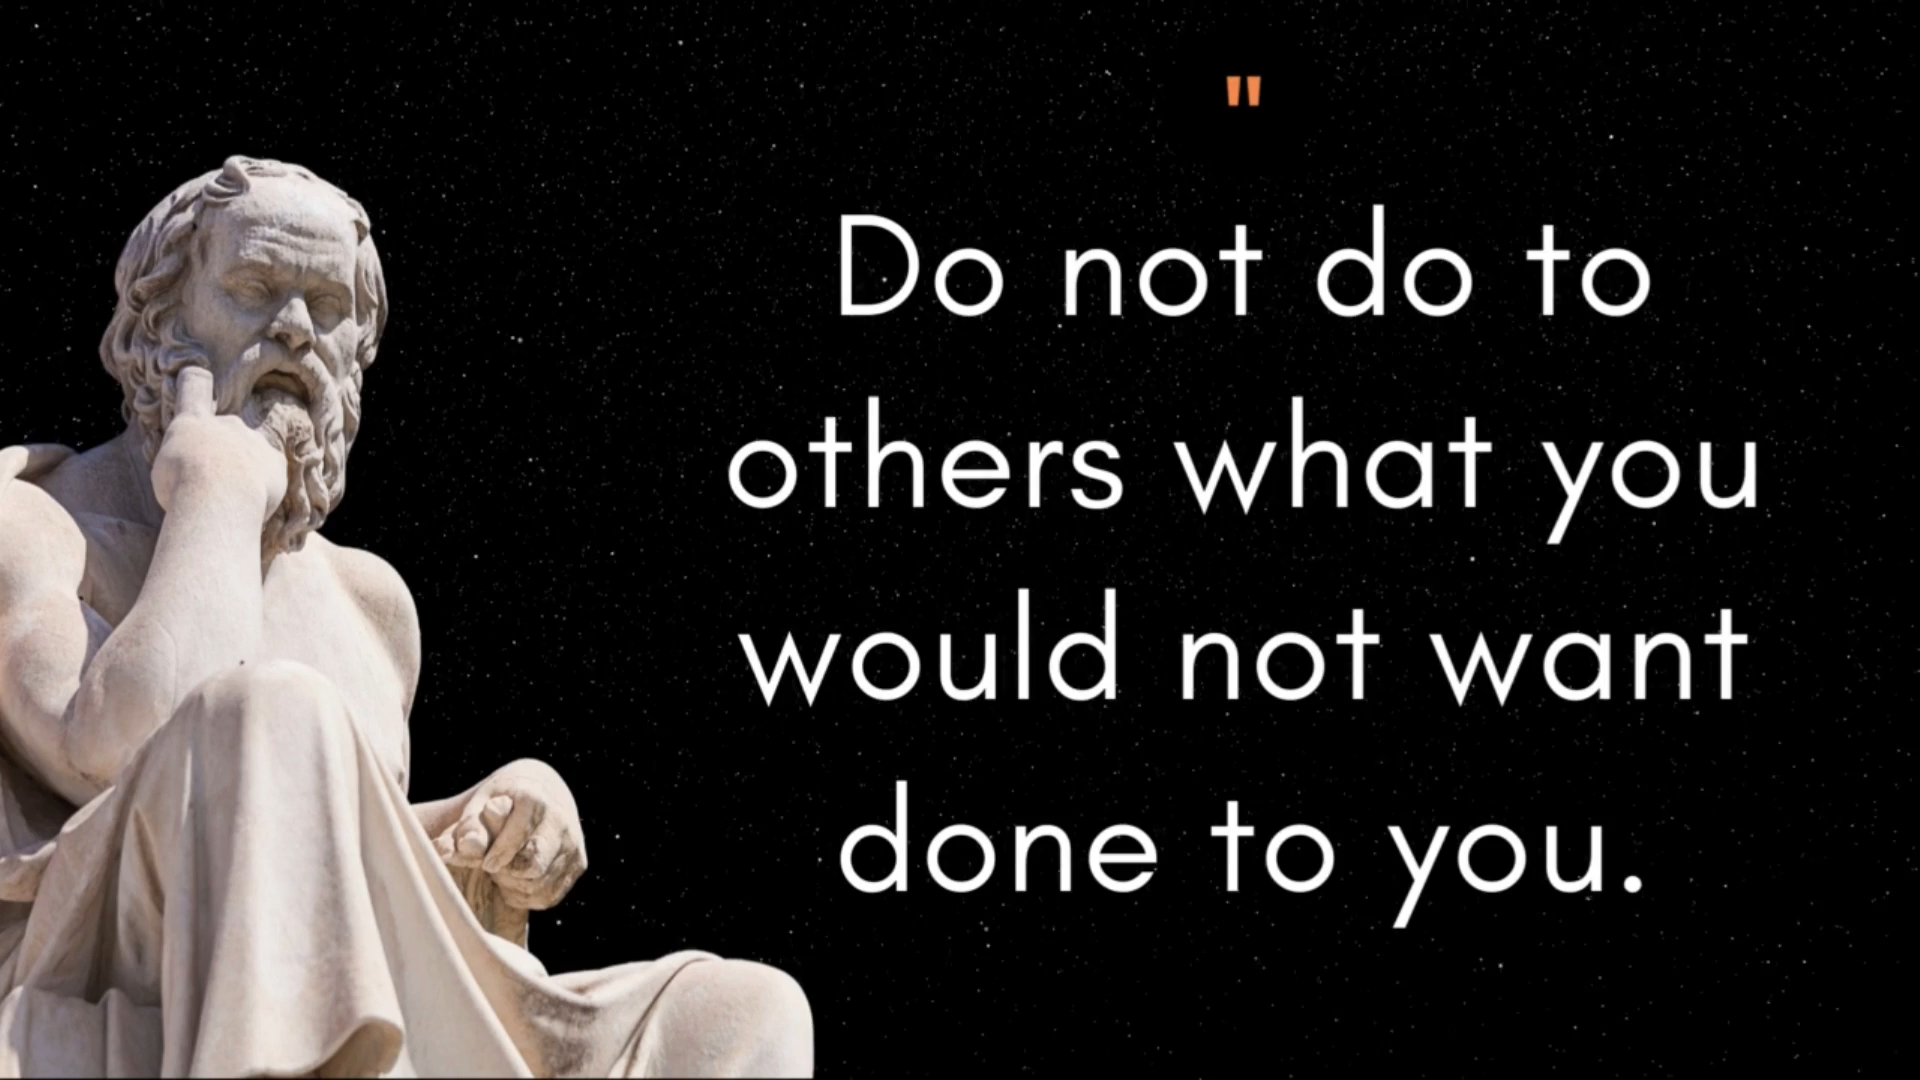 "
Do not do to
others what you
would not want
done to you.